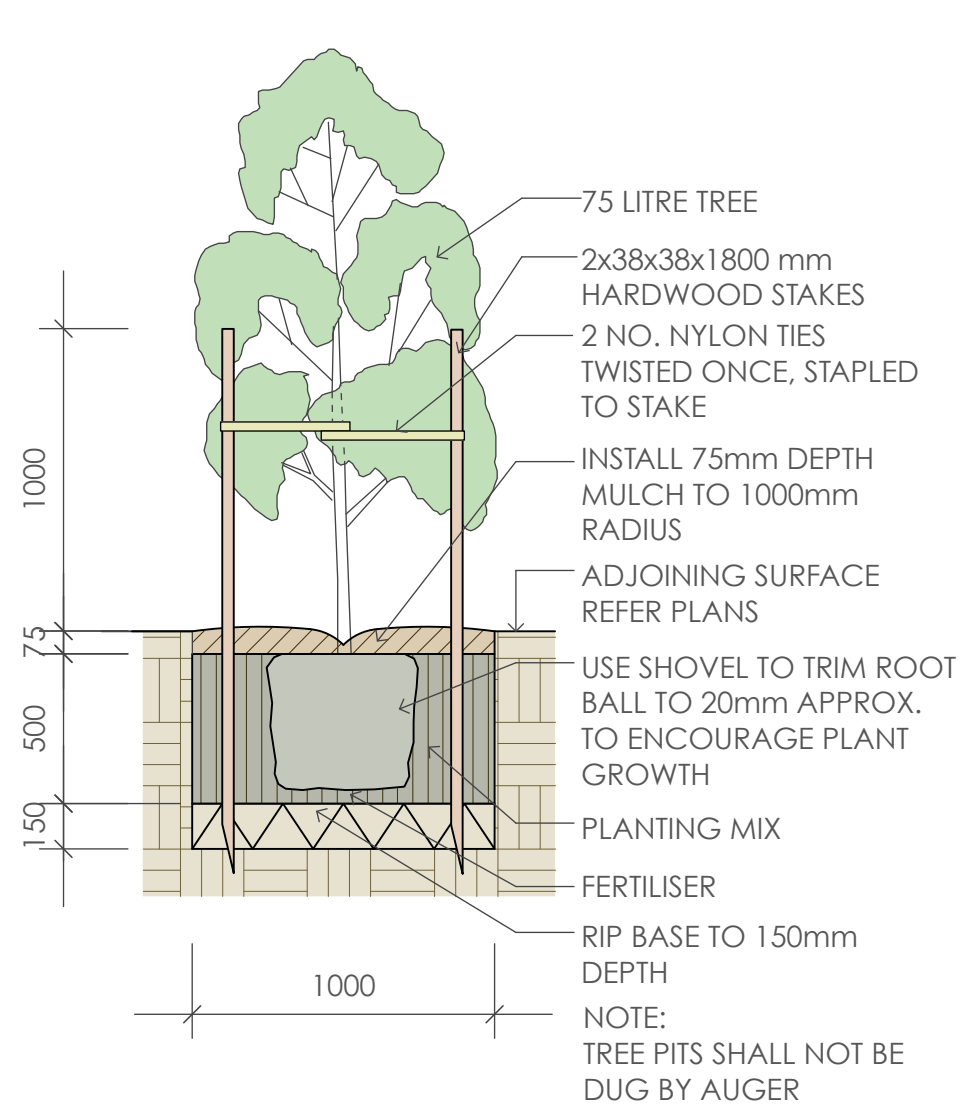 75 LITRE TREE
2x38x38x1800 mm
HARDWOOD STAKES
2 NO. NYLON TIES
TWISTED ONCE, STAPLED
TO STAKE
INSTALL 75mm DEPTH
MULCH TO 1000mm
RADIUS
ADJOINING SURFACE
REFER PLANS
USE SHOVEL TO TRIM ROOT
BALL TO 20mm APPROX.
TO ENCOURAGE PLANT
GROWTH
PLANTING MIX
FERTILISER
RIP BASE TO 150mm
DEPTH
NOTE:
TREE PITS SHALL NOT BE
DUG BY AUGER
1000
75
500
150
1000